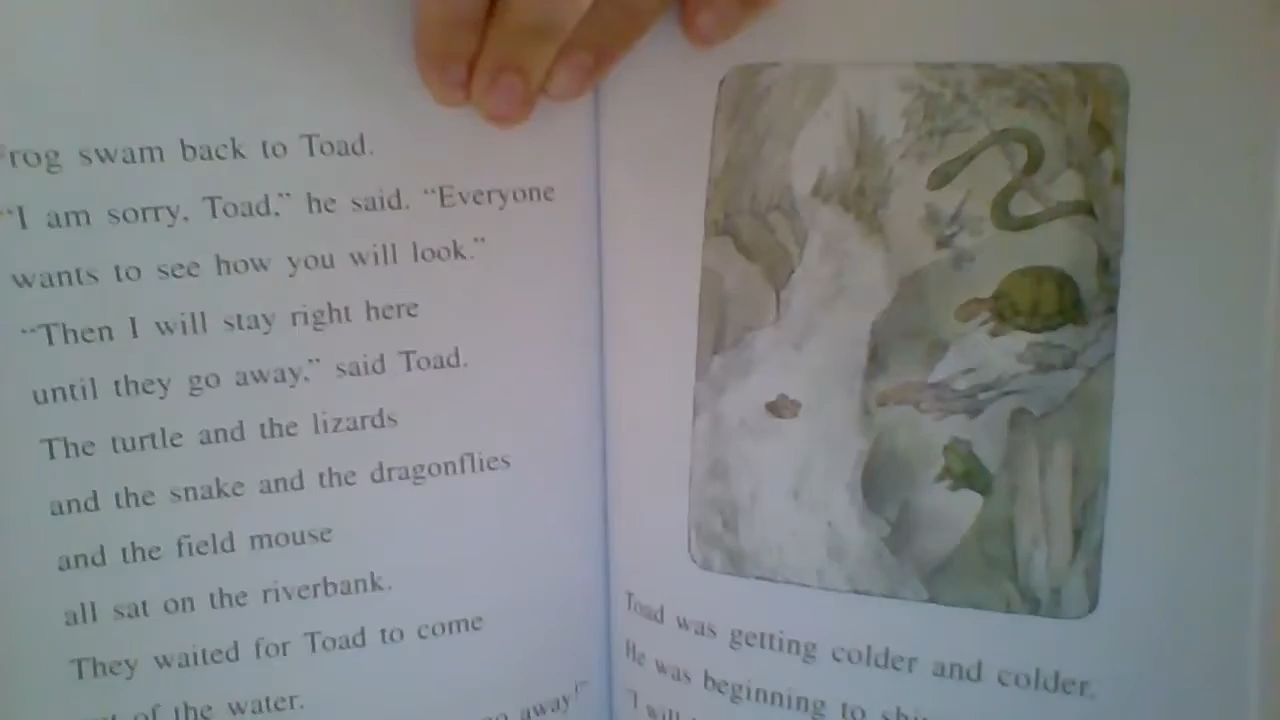 rog swam back to Toad.
"I am sorry, Toad," he said. "Everyone
wants to see how you will look."
"Then I will stay right here
until they go away," said Toad.
The turtle and the lizards
and the snake and the dragonflies
and the field mouse
all sat on the riverbank.
They waited for Toad to come
of the water.
away!"
Toad was getting colder and colder.
He was beginning to
"I will